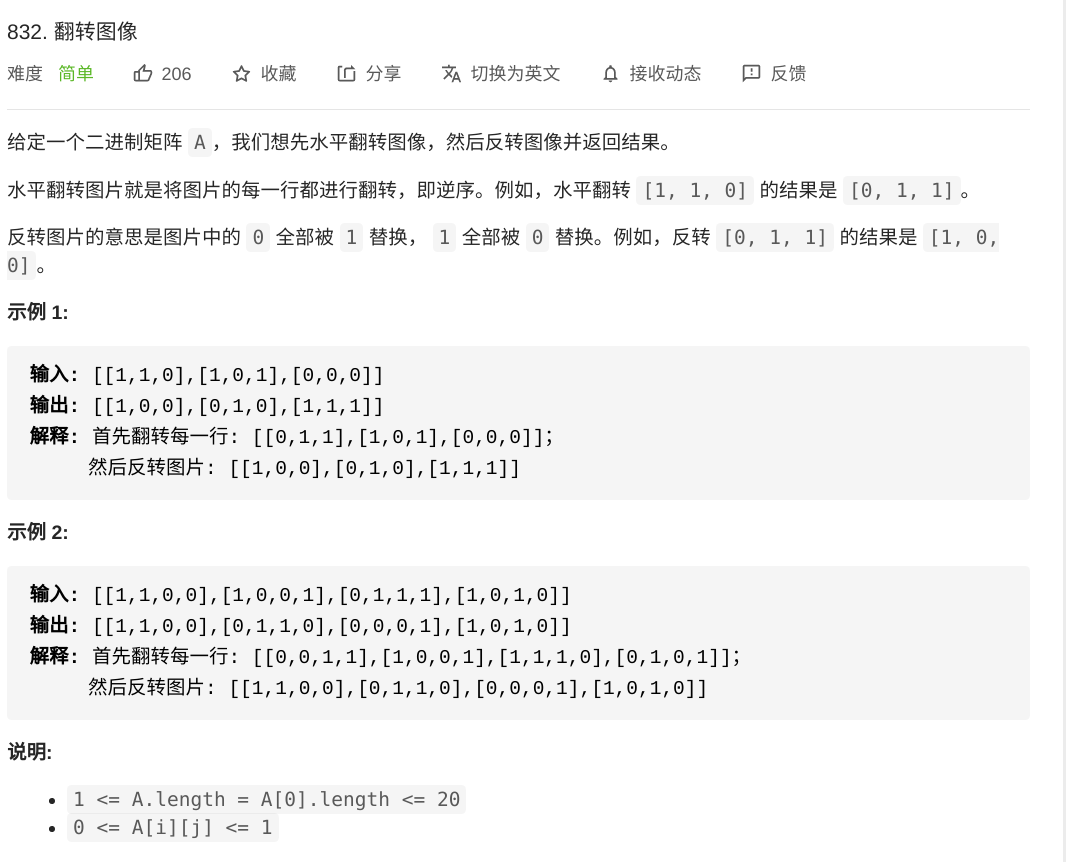 832. 翻转图像
难度 简单 206 收藏 分享 切换为英文 接收动态 反馈
给定一个二进制矩阵 A，我们想先水平翻转图像，然后反转图像并返回结果。
水平翻转图片就是将图片的每一行都进行翻转，即逆序。例如，水平翻转 [1, 1, 0] 的结果是 [0, 1, 1]。
反转图片的意思是图片中的 0 全部被 1 替换， 1 全部被 0 替换。例如，反转 [0, 1, 1] 的结果是 [1, 0,
0]。
示例 1:
输入: [[1,1,0],[1,0,1],[0,0,0]]
输出: [[1,0,0],[0,1,0],[1,1,1]]
解释: 首先翻转每一行: [[0,1,1],[1,0,1],[0,0,0]]；
然后反转图片: [[1,0,0],[0,1,0],[1,1,1]]
示例 2:
输入: [[1,1,0,0],[1,0,0,1],[0,1,1,1],[1,0,1,0]]
输出: [[1,1,0,0],[0,1,1,0],[0,0,0,1],[1,0,1,0]]
解释: 首先翻转每一行: [[0,0,1,1],[1,0,0,1],[1,1,1,0],[0,1,0,1]]；
然后反转图片: [[1,1,0,0],[0,1,1,0],[0,0,0,1],[1,0,1,0]]
说明:
• 1 <= A.length = A[0].length <= 20
• 0 <= A[i][j] <= 1